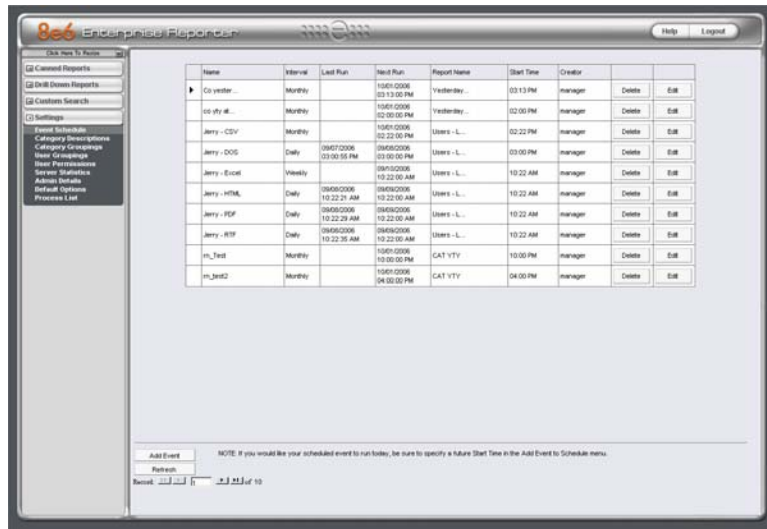 8e6 Enterprise Reporter
Help Logout
Click Here To Resize
Canned Reports
Drill Down Reports
Custom Search
Settings
Event Schedule
Category Descriptions
Category Groupings
User Groupings
User Permissions
Server Statistics
Admin Details
Default Options
Process List
Name Interval Last Run Next Run Report Name Start Time Creator
Co yester... Monthly 10/01/2006 03:13:00 PM Yesterday... 03:13 PM manager Delete Edit
co yty at... Monthly 10/01/2006 02:00:00 PM Yesterday... 02:00 PM manager Delete Edit
Jerry - CSV Monthly 10/01/2006 02:22:00 PM Users - L... 02:22 PM manager Delete Edit
Jerry - DOS Daily 09/07/2006 03:00:55 PM 09/08/2006 03:00:00 PM Users - L... 03:00 PM manager Delete Edit
Jerry - Excel Weekly 09/10/2006 10:22:00 AM Users - L... 10:22 AM manager Delete Edit
Jerry - HTML Daily 09/08/2006 10:22:21 AM 09/09/2006 10:22:00 AM Users - L... 10:22 AM manager Delete Edit
Jerry - PDF Daily 09/08/2006 10:22:29 AM 09/09/2006 10:22:00 AM Users - L... 10:22 AM manager Delete Edit
Jerry - RTF Daily 09/08/2006 10:22:35 AM 09/09/2006 10:22:00 AM Users - L... 10:22 AM manager Delete Edit
rn_Test Monthly 10/01/2006 10:00:00 PM CAT YTY 10:00 PM manager Delete Edit
rn_test2 Monthly 10/01/2006 04:00:00 PM CAT YTY 04:00 PM manager Delete Edit
Add Event
NOTE: If you would like your scheduled event to run today, be sure to specify a future Start Time in the Add Event to Schedule menu.
Refresh
Record: 1 of 10